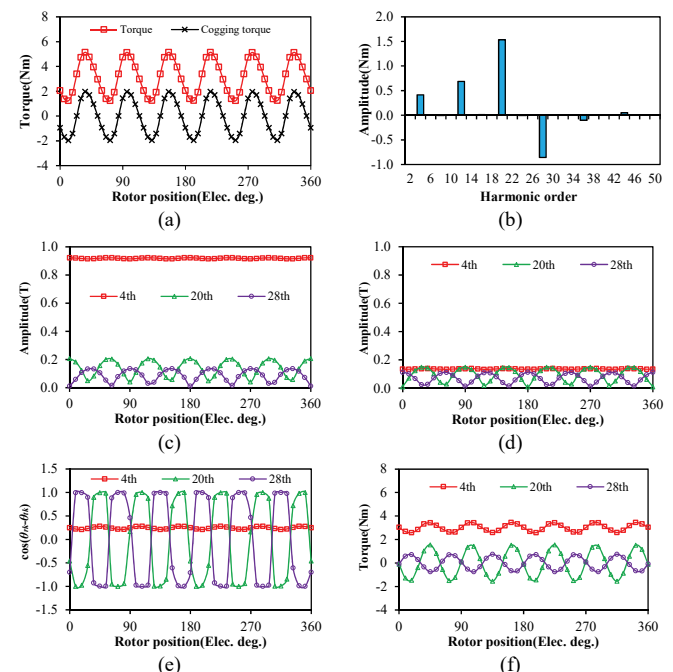 8
6
4
2
0
-2
-4
Torque(Nm)
Torque
Cogging torque
0 90 180 270 360
Rotor position(Elec. deg.)
(a)
2.0
1.5
1.0
0.5
0.0
-0.5
-1.0
Amplitude(Nm)
2 6 10 14 18 22 26 30 34 38 42 46 50
Harmonic order
(b)
1.0
0.8
0.6
0.4
0.2
0.0
Amplitude(T)
4th 20th 28th
0 90 180 270 360
Rotor position(Elec. deg.)
(c)
1.0
0.8
0.6
0.4
0.2
0.0
Amplitude(T)
4th 20th 28th
0 90 180 270 360
Rotor position(Elec. deg.)
(d)
1.5
1.0
0.5
0.0
-0.5
-1.0
-1.5
4th 20th 28th
0 90 180 270 360
Rotor position(Elec. deg.)
(e)
8
6
4
2
0
-2
-4
Torque(Nm)
4th 20th 28th
0 90 180 270 360
Rotor position(Elec. deg.)
(f)